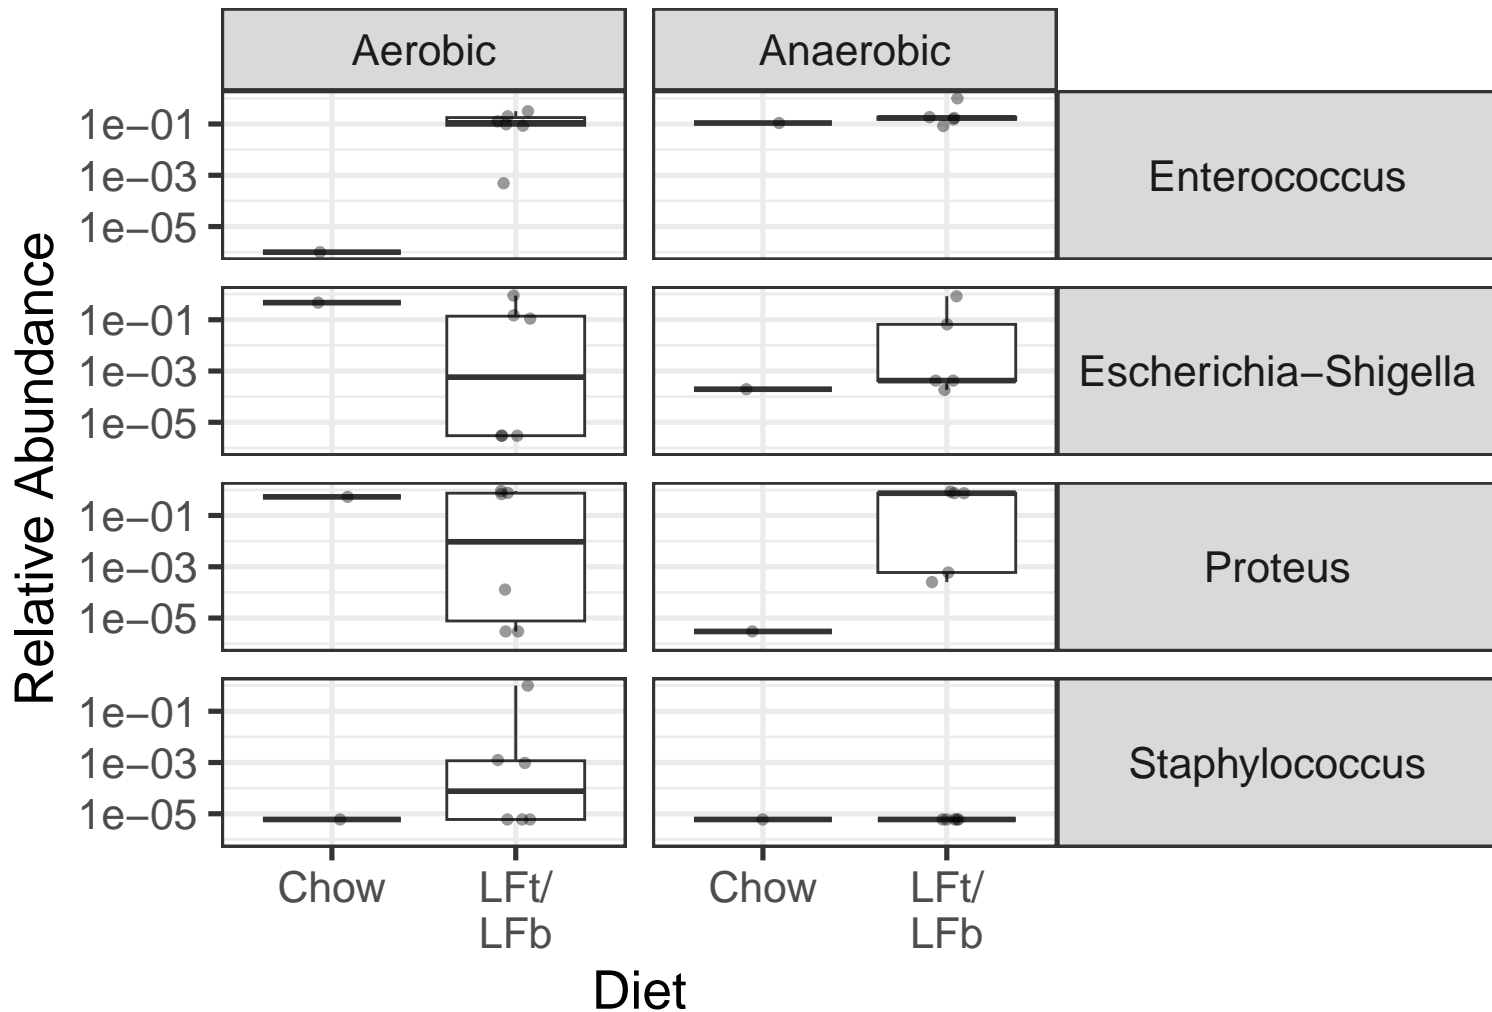 Aerobic
Anaerobic
1e−01
1e−03
1e−05
Enterococcus
1e−01
1e−03
1e−05
Escherichia−Shigella
1e−01
1e−03
1e−05
Proteus
1e−01
1e−03
1e−05
Staphylococcus
Relative Abundance
Chow
LFt/
LFb
Chow
LFt/
LFb
Diet